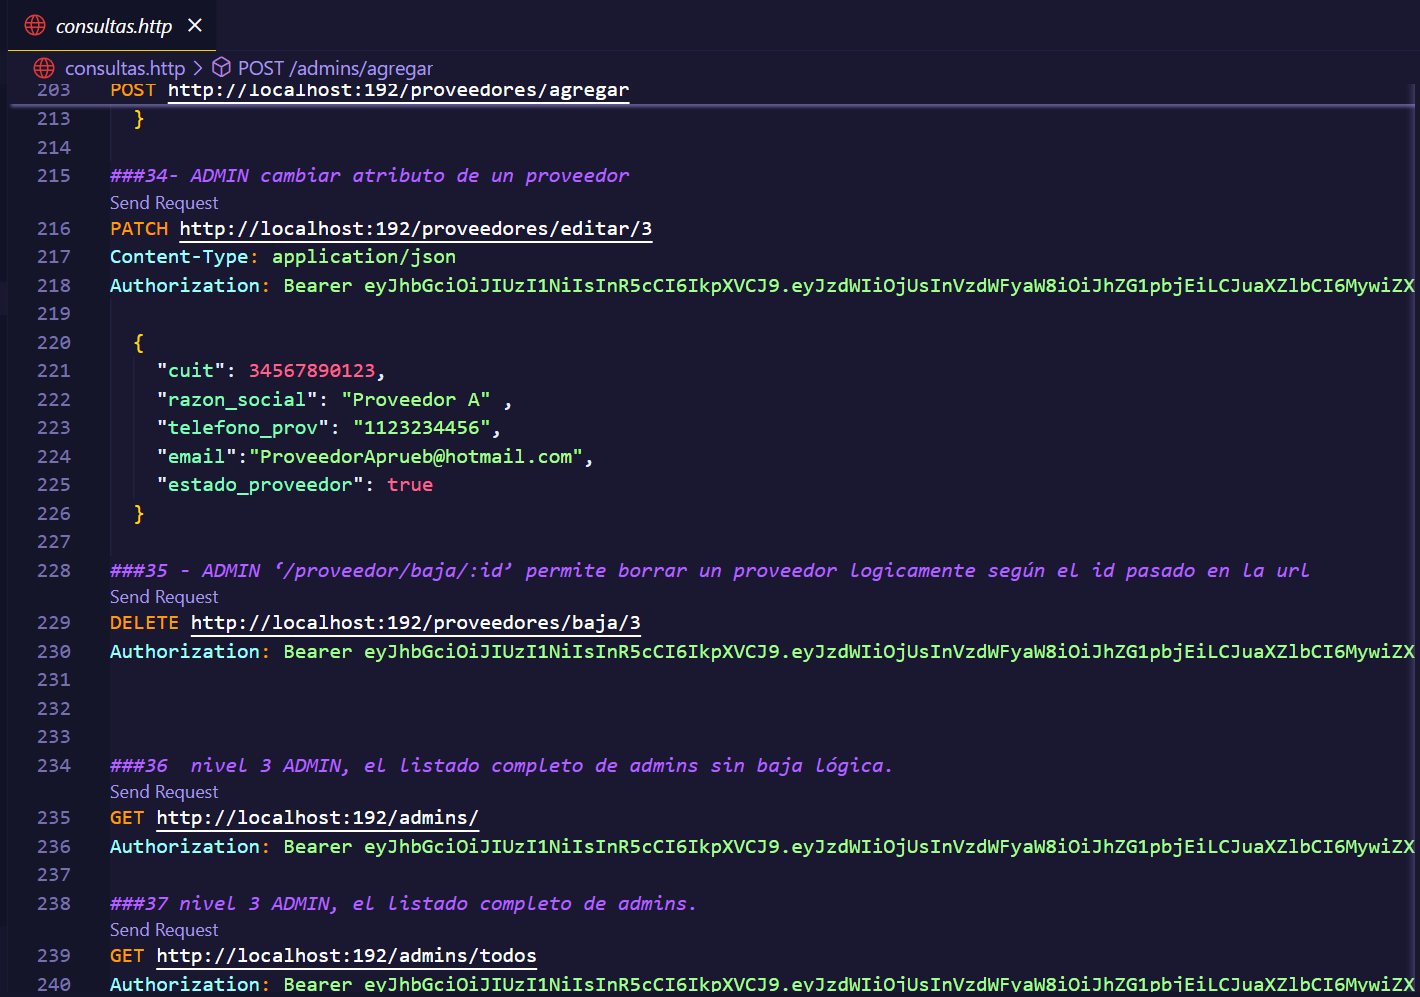 consultas.http
consultas.http > POST /admins/agregar
203 POST http://localhost:192/proveedores/agregar
213 }
214
215 ###34- ADMIN cambiar atributo de un proveedor
Send Request
216 PATCH http://localhost:192/proveedores/editar/3
217 Content-Type: application/json
218 Authorization: Bearer eyJhbGciOiJIUzI1NiIsInR5cCI6IkpXVCJ9.eyJzdWIiOjUsInVzdWFyaW8iOiJhZG1pbjEiLCJuaXZlbCI6MywiZX
219
220 {
221 "cuit": 34567890123,
222 "razon_social": "Proveedor A" ,
223 "telefono_prov": "1123234456",
224 "email":"ProveedorAprueb@hotmail.com",
225 "estado_proveedor": true
226 }
227
228 ###35 - ADMIN ‘/proveedor/baja/:id’ permite borrar un proveedor logicamente según el id pasado en la url
Send Request
229 DELETE http://localhost:192/proveedores/baja/3
230 Authorization: Bearer eyJhbGciOiJIUzI1NiIsInR5cCI6IkpXVCJ9.eyJzdWIiOjUsInVzdWFyaW8iOiJhZG1pbjEiLCJuaXZlbCI6MywiZX
231
232
233
234 ###36  nivel 3 ADMIN, el listado completo de admins sin baja lógica.
Send Request
235 GET http://localhost:192/admins/
236 Authorization: Bearer eyJhbGciOiJIUzI1NiIsInR5cCI6IkpXVCJ9.eyJzdWIiOjUsInVzdWFyaW8iOiJhZG1pbjEiLCJuaXZlbCI6MywiZX
237
238 ###37 nivel 3 ADMIN, el listado completo de admins.
Send Request
239 GET http://localhost:192/admins/todos
240 Authorization: Bearer eyJhbGciOiJIUzI1NiIsInR5cCI6IkpXVCJ9.eyJzdWIiOjUsInVzdWFyaW8iOiJhZG1pbjEiLCJuaXZlbCI6MywiZX